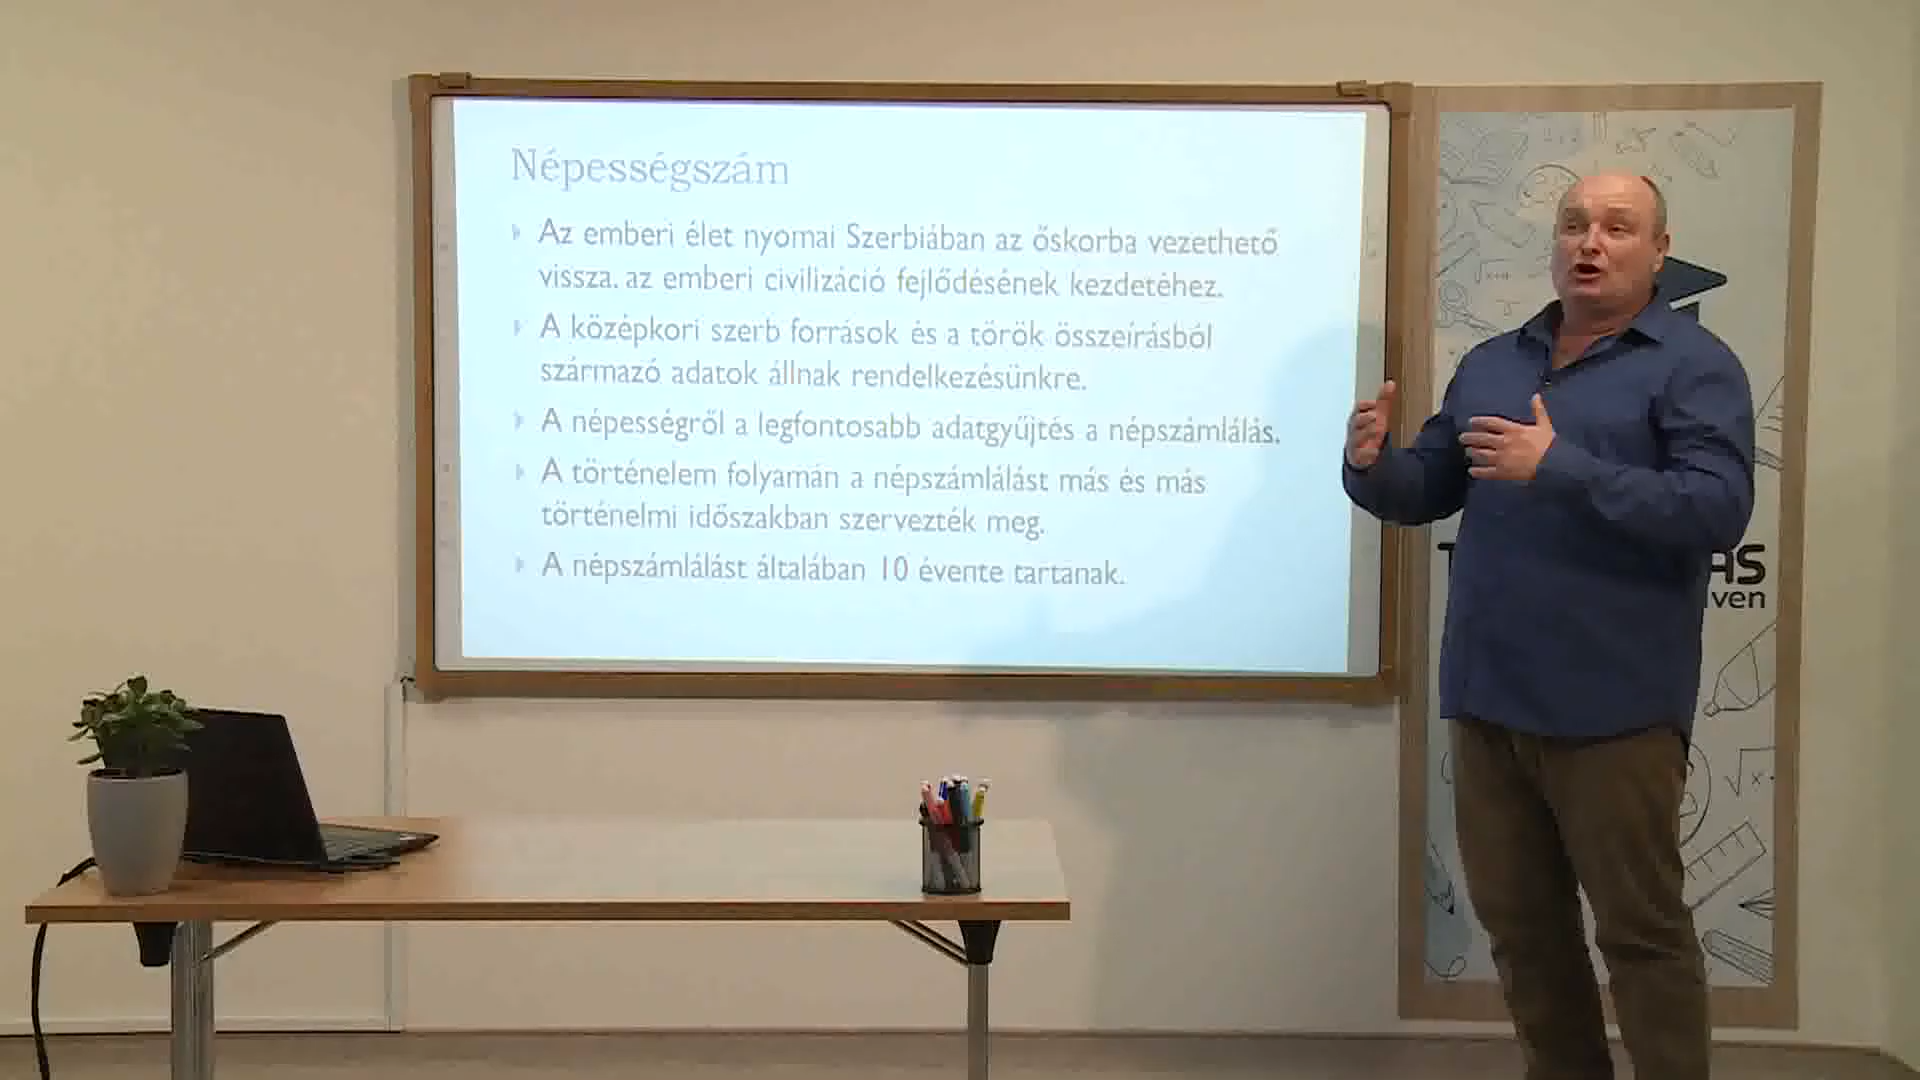 Népességszám
Az emberi élet nyomai Szerbiában az őskorba vezethető
vissza, az emberi civilizáció fejlődésének kezdetéhez.
A középkori szerb források és a török összeírásból
származó adatok állnak rendelkezésünkre.
A népességről a legfontosabb adatgyűjtés a népszámlálás.
A történelem folyamán a népszámlálást más és más
történelmi időszakban szervezték meg.
A népszámlálást általában 10 évente tartanak.